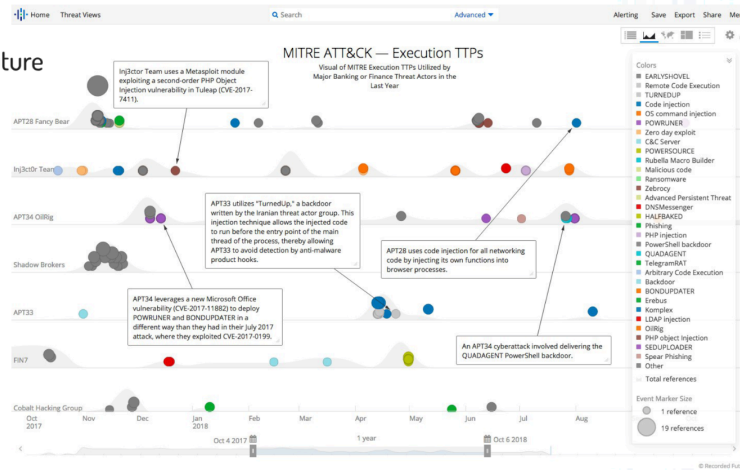 Home Threat Views Search Advanced Alerting Save Export Share Me
ture
MITRE ATT&CK — Execution TTPs
Visual of MITRE Execution TTPs Utilized by
Major Banking or Finance Threat Actors in the
Last Year
Inj3ctor Team uses a Metasploit module
exploiting a second-order PHP Object
Injection vulnerability in Tuleap (CVE-2017-
7411).
APT28 Fancy Bear
Inj3ct0r Team
APT34 OilRig
Shadow Brokers
APT33
FIN7
Cobalt Hacking Group
APT33 utilizes "TurnedUp," a backdoor
written by the Iranian threat actor group. This
injection technique allows the injected code
to run before the entry point of the main
thread of the process, thereby allowing
APT33 to avoid detection by anti-malware
product hooks.
APT28 uses code injection for all networking
code by injecting its own functions into
browser processes.
APT34 leverages a new Microsoft Office
vulnerability (CVE-2017-11882) to deploy
POWRUNER and BONDUPDATER in a
different way than they had in their July 2017
attack, where they exploited CVE-2017-0199.
An APT34 cyberattack involved delivering the
QUADAGENT PowerShell backdoor.
Oct Nov Dec Jan Feb Mar Apr May Jun Jul Aug
2017 2018
Oct 4 2017 1 year Oct 6 2018
Colors
EARLYSHOVEL
Remote Code Execution
TURNEDUP
Code injection
OS command injection
POWRUNER
Zero day exploit
C&C Server
POWERSOURCE
Rubella Macro Builder
Malicious code
Ransomware
Zebrocy
Advanced Persistent Threat
DNSMessenger
HALFBAKED
Phishing
PHP injection
PowerShell backdoor
QUADAGENT
TelegramRAT
Arbitrary Code Execution
Backdoor
BONDUPDATER
Erebus
Komplex
LDAP injection
OilRig
PHP object Injection
SEDUPLOADER
Spear Phishing
Other
Total references
Event Marker Size
1 reference
19 references
© Recorded Fut